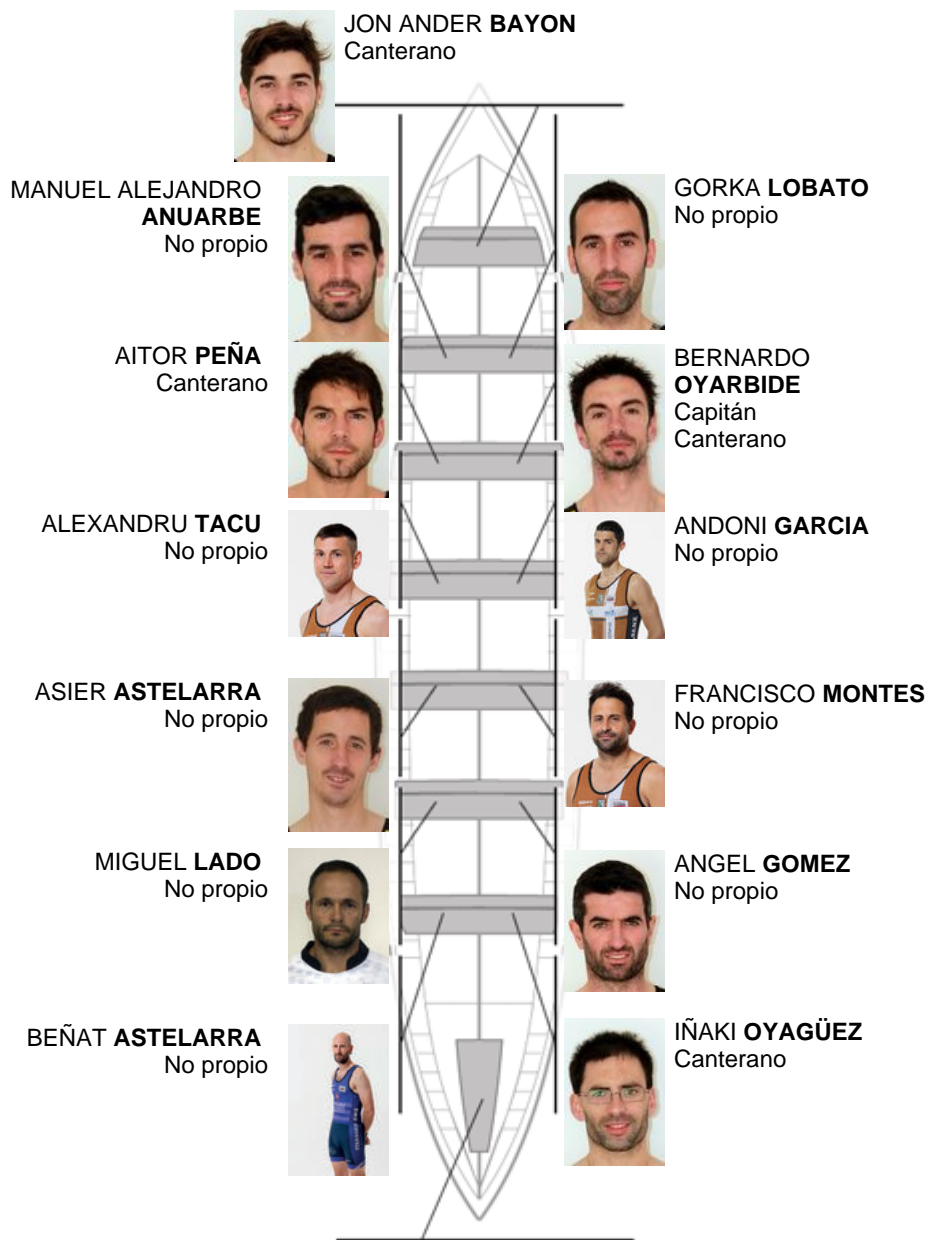 JON ANDER BAYON
Canterano
MANUEL ALEJANDRO
ANUARBE
No propio
GORKA LOBATO
No propio
AITOR PEÑA
Canterano
BERNARDO
OYARBIDE
Capitán
Canterano
ALEXANDRU TACU
No propio
ANDONI GARCIA
No propio
ASIER ASTELARRA
No propio
FRANCISCO MONTES
No propio
MIGUEL LADO
No propio
ANGEL GOMEZ
No propio
BEÑAT ASTELARRA
No propio
IÑAKI OYAGÜEZ
Canterano